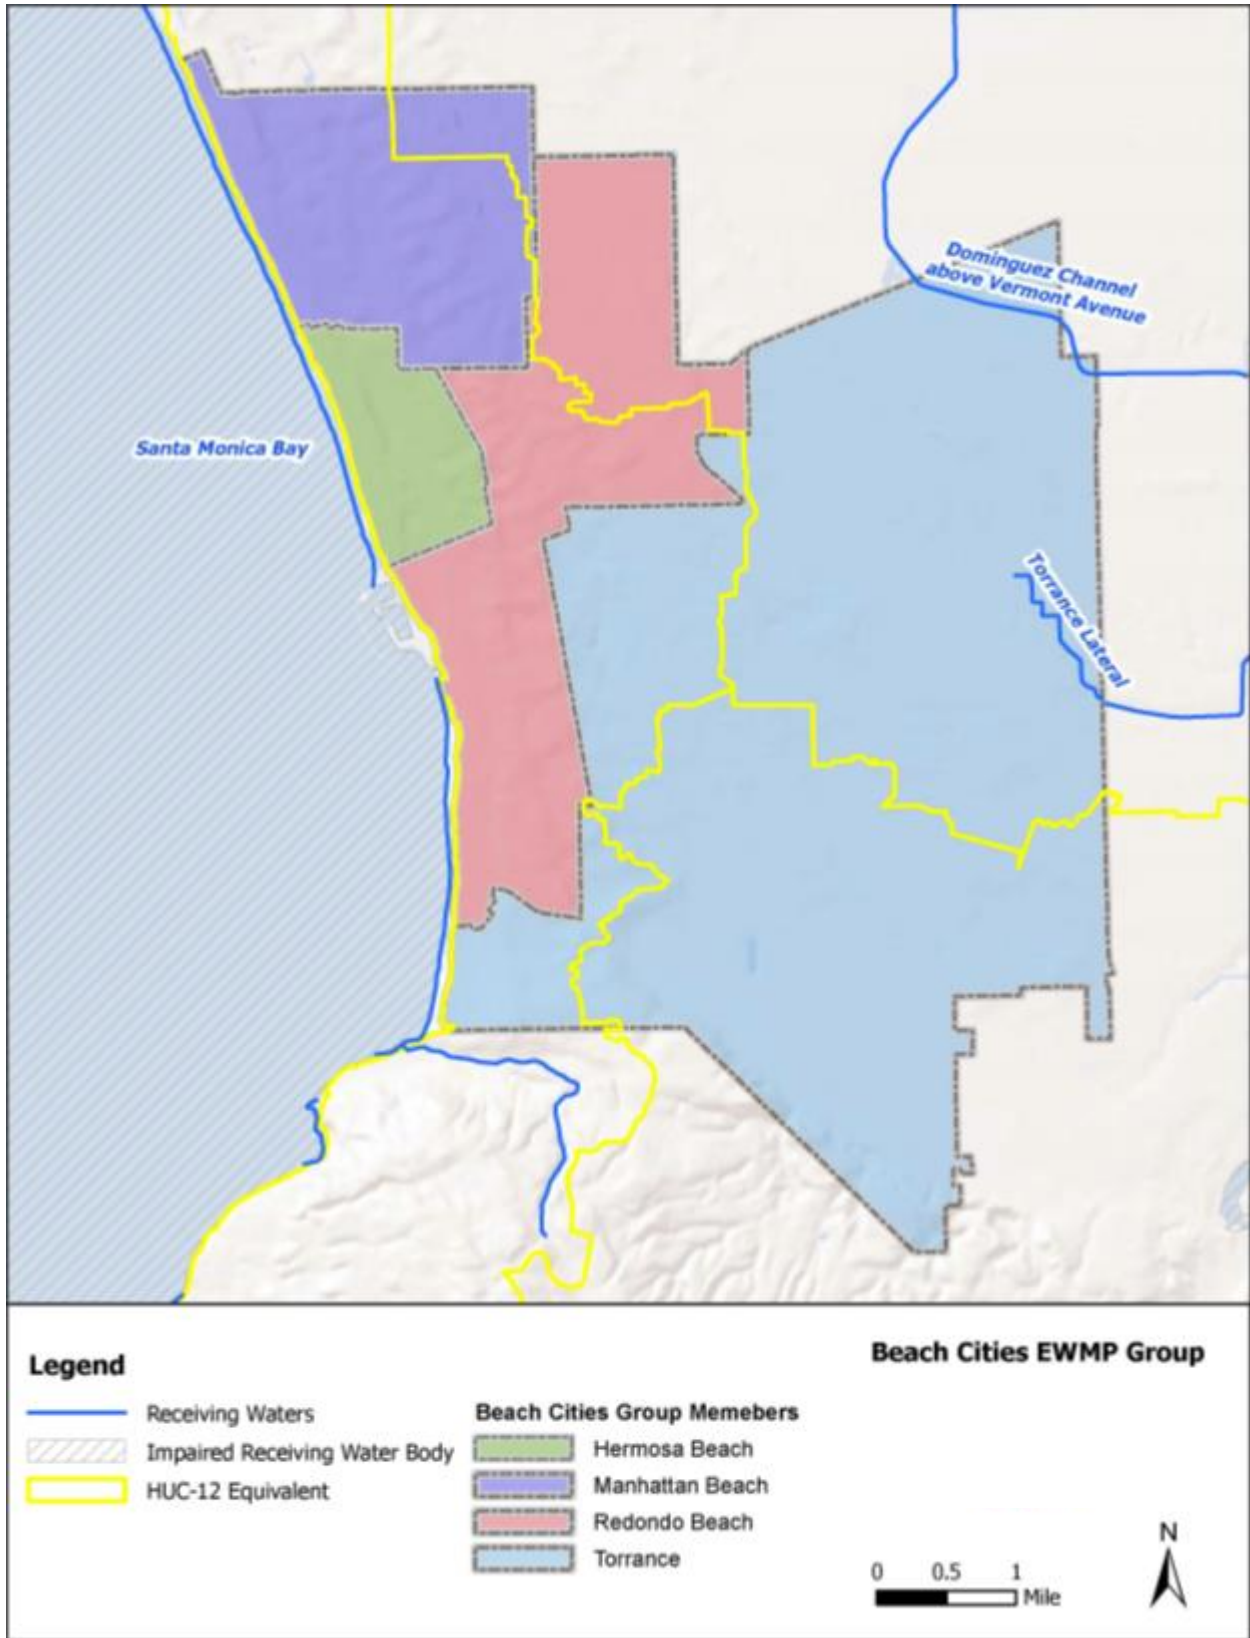 Dominguez Channel
above Vermont Avenue
Santa Monica Bay
Torrance Lateral
Legend
Receiving Waters
Impaired Receiving Water Body
HUC-12 Equivalent
Beach Cities Group Memebers
Hermosa Beach
Manhattan Beach
Redondo Beach
Torrance
Beach Cities EWMP Group
0 0.5 1
Mile
N